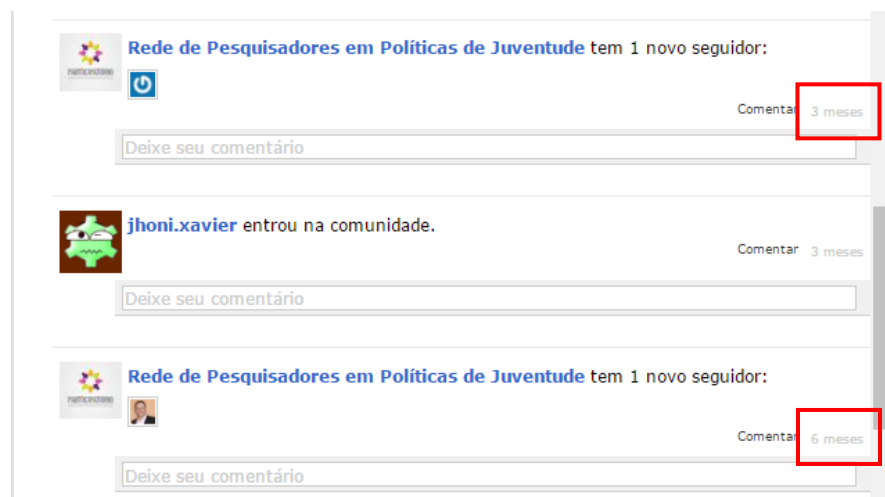 Rede de Pesquisadores em Políticas de Juventude tem 1 novo seguidor:
PARTICIPATÓRIO
Comentar 3 meses
Deixe seu comentário
jhoni.xavier entrou na comunidade.
Comentar 3 meses
Deixe seu comentário
Rede de Pesquisadores em Políticas de Juventude tem 1 novo seguidor:
PARTICIPATÓRIO
Comentar 6 meses
Deixe seu comentário